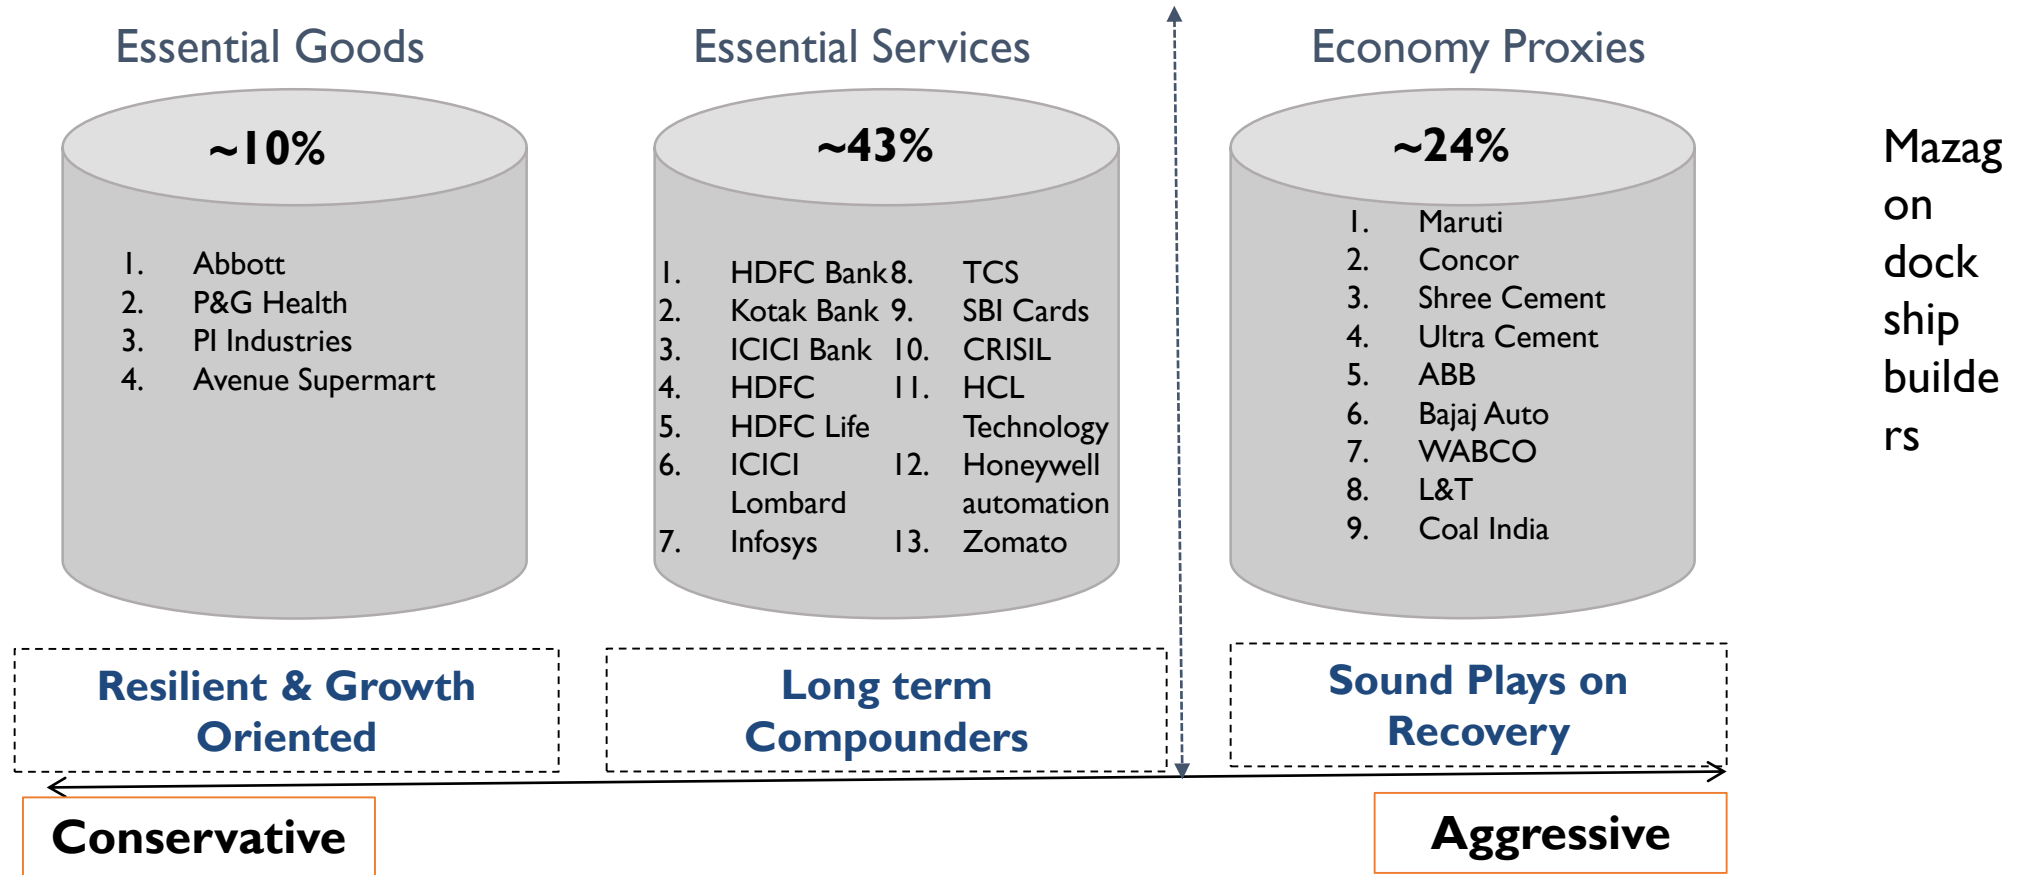 Essential Goods
~10%
1. Abbott
2. P&G Health
3. PI Industries
4. Avenue Supermart
Resilient & Growth
Oriented
Essential Services
~43%
1. HDFC Bank
2. Kotak Bank
3. ICICI Bank
4. HDFC
5. HDFC Life
6. ICICI
Lombard
7. Infosys
8. TCS
9. SBI Cards
10. CRISIL
11. HCL
Technology
12. Honeywell
automation
13. Zomato
Long term
Compounders
Economy Proxies
~24%
1. Maruti
2. Concor
3. Shree Cement
4. Ultra Cement
5. ABB
6. Bajaj Auto
7. WABCO
8. L&T
9. Coal India
Sound Plays on
Recovery
Mazag
on
dock
ship
builde
rs
Conservative
Aggressive